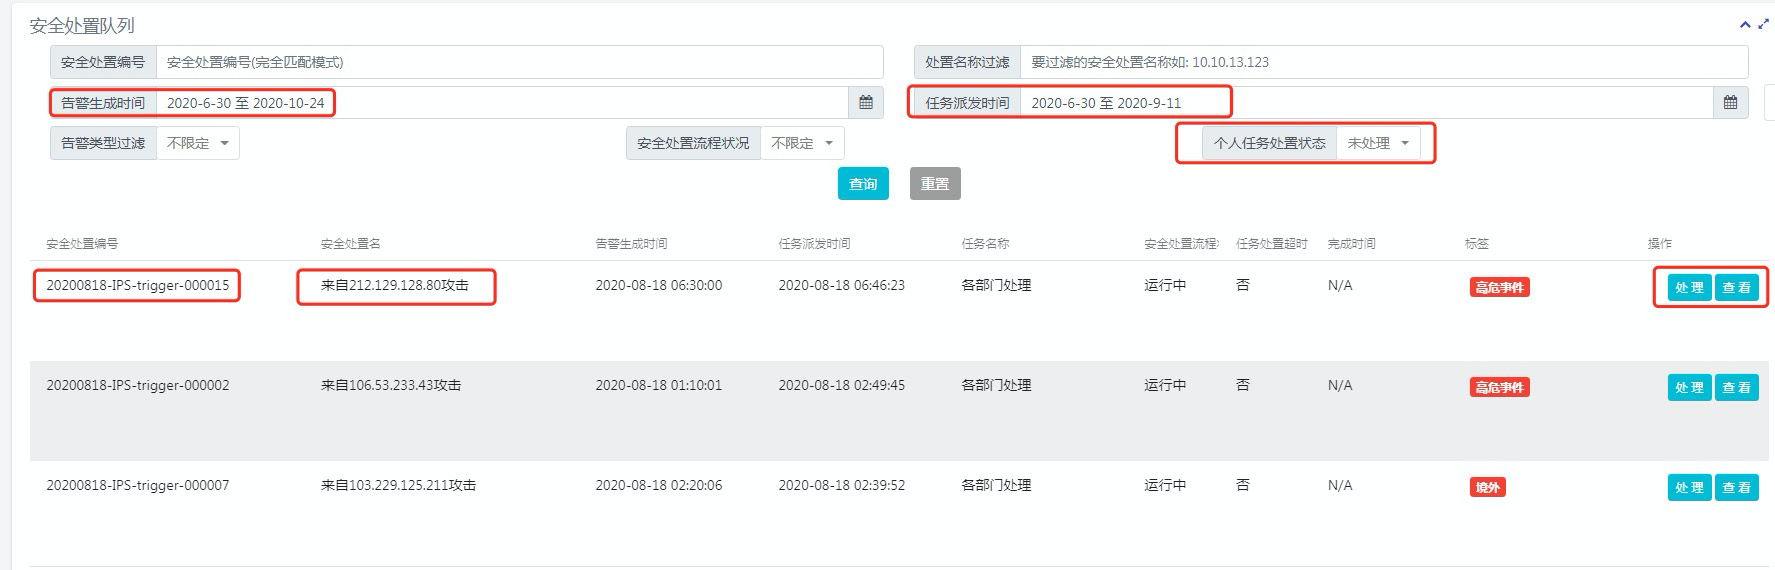 安全处置队列
安全处置编号 安全处置编号(完全匹配模式) 处置名称过滤 要过滤的安全处置名称如: 10.10.13.123
告警生成时间 2020-6-30 至 2020-10-24 任务派发时间 2020-6-30 至 2020-9-11
告警类型过滤 不限定 安全处置流程状况 不限定 个人任务处置状态 未处理
查询 重置
安全处置编号 安全处置名 告警生成时间 任务派发时间 任务名称 安全处置流程 任务处置超时 完成时间 标签 操作
20200818-IPS-trigger-000015 来自212.129.128.80攻击 2020-08-18 06:30:00 2020-08-18 06:46:23 各部门处理 运行中 否 N/A 高危事件 处理 查看
20200818-IPS-trigger-000002 来自106.53.233.43攻击 2020-08-18 01:10:01 2020-08-18 02:49:45 各部门处理 运行中 否 N/A 高危事件 处理 查看
20200818-IPS-trigger-000007 来自103.229.125.211攻击 2020-08-18 02:20:06 2020-08-18 02:39:52 各部门处理 运行中 否 N/A 境外 处理 查看